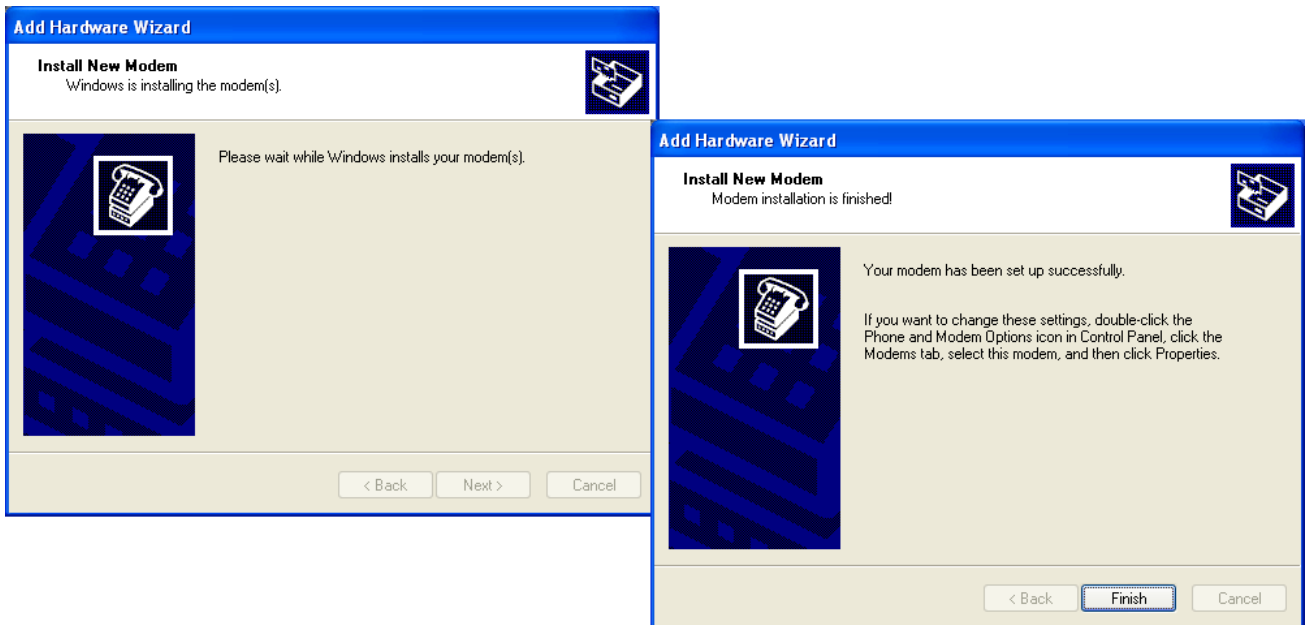 Add Hardware Wizard
Install New Modem
Windows is installing the modem(s).
Please wait while Windows installs your modem(s).
< Back
Next >
Cancel
Add Hardware Wizard
Install New Modem
Modem installation is finished!
Your modem has been set up successfully.
If you want to change these settings, double-click the
Phone and Modem Options icon in Control Panel, click the
Modems tab, select this modem, and then click Properties.
< Back
Finish
Cancel